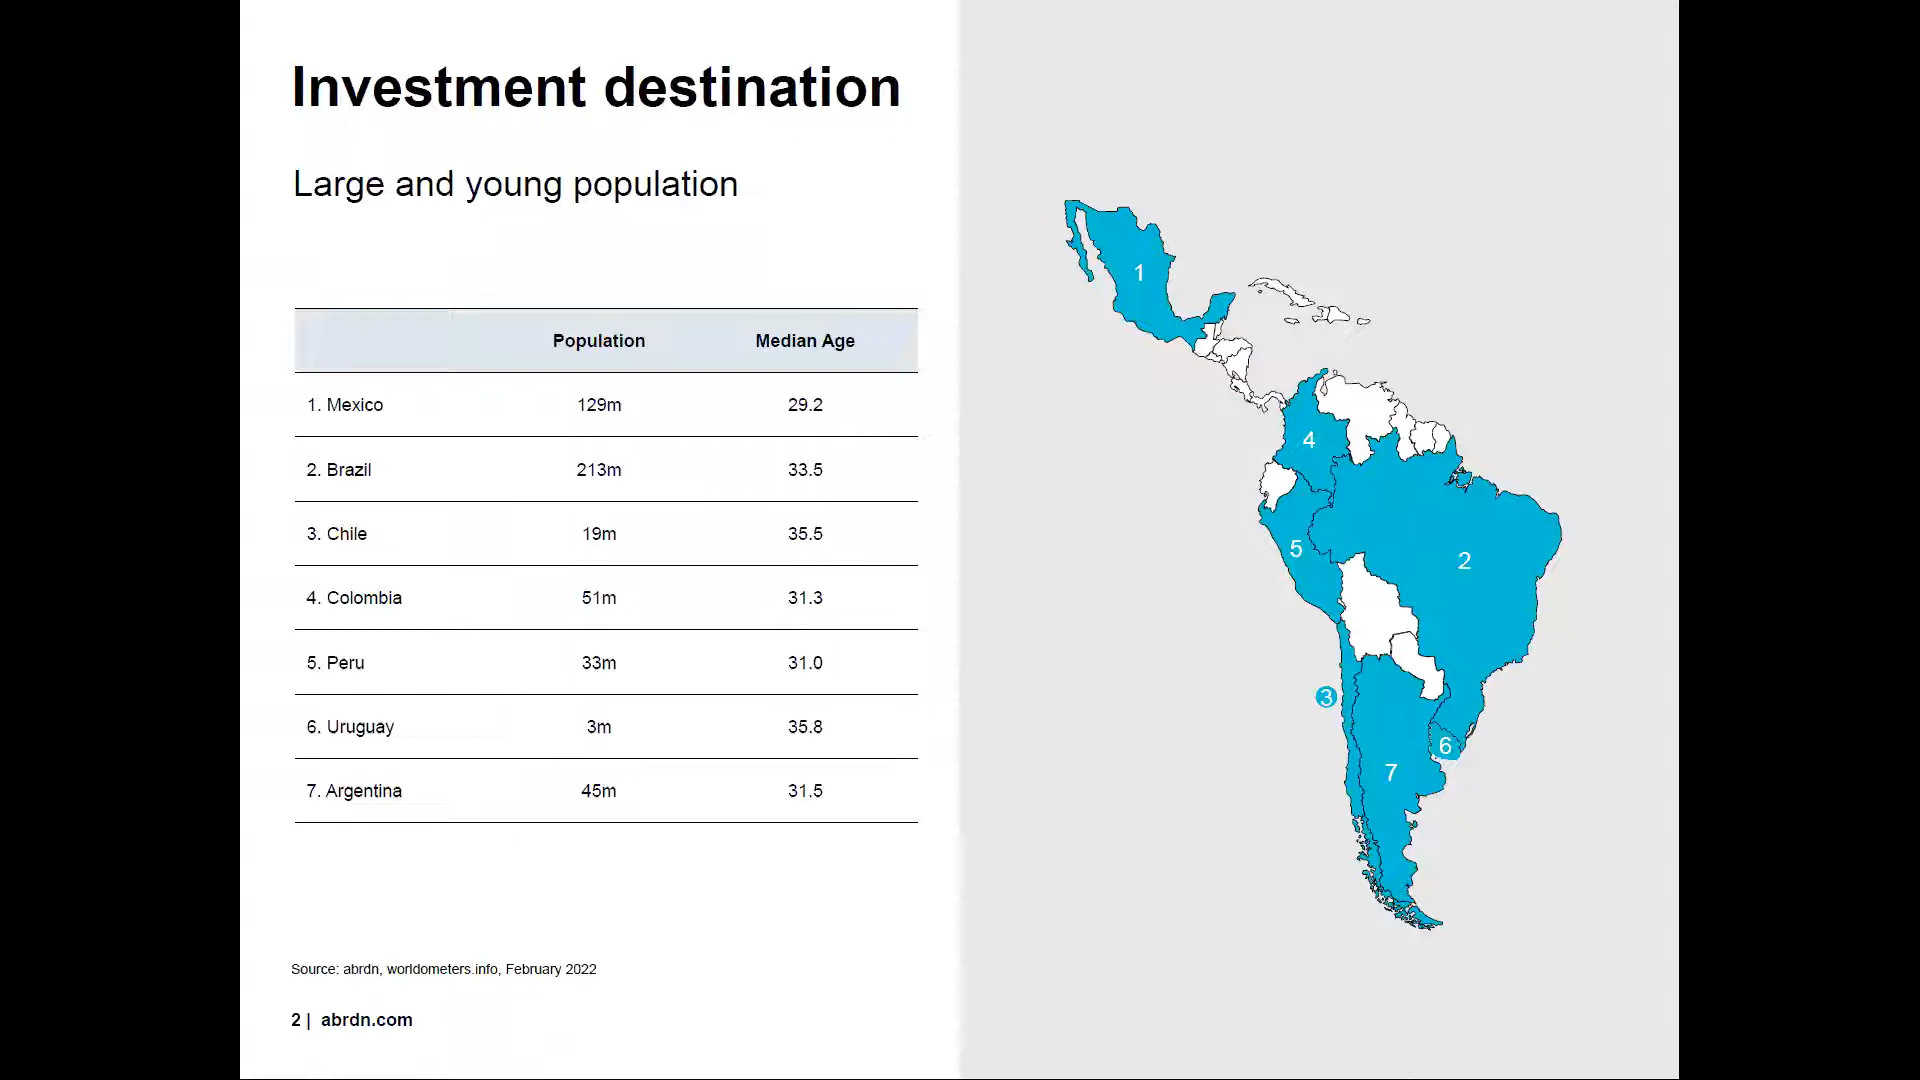 Investment destination
Large and young population
Population Median Age
1. Mexico 129m 29.2
2. Brazil 213m 33.5
3. Chile 19m 35.5
4. Colombia 51m 31.3
5. Peru 33m 31.0
6. Uruguay 3m 35.8
7. Argentina 45m 31.5
Source: abrdn, worldometers.info, February 2022
2 | abrdn.com
1
4
5
2
3
6
7